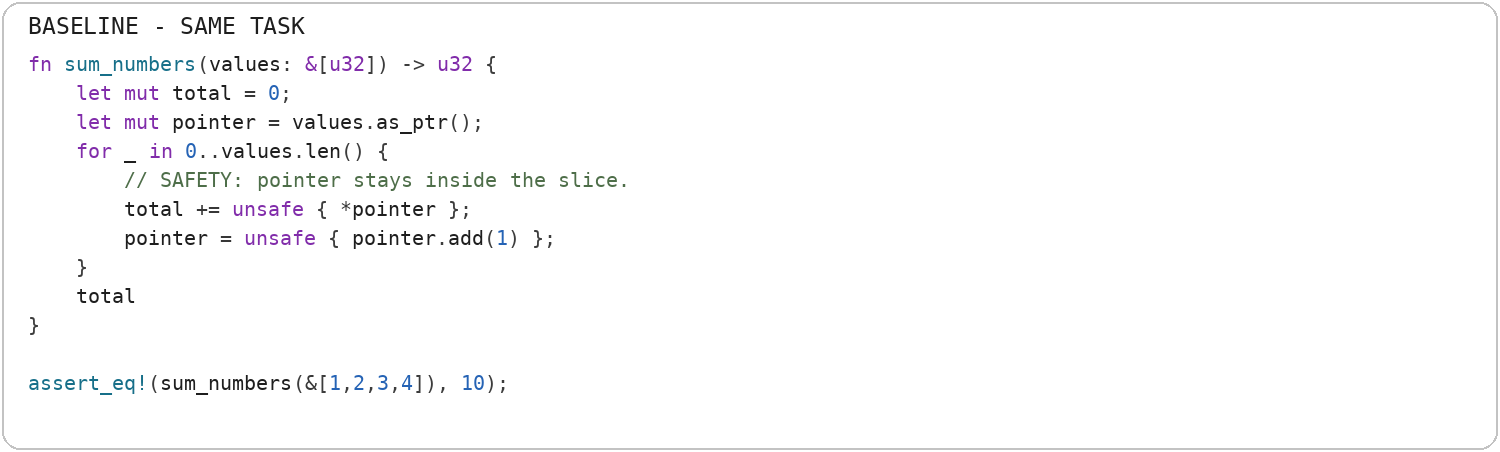 BASELINE - SAME TASK
fn sum_numbers(values: &[u32]) -> u32 {
    let mut total = 0;
    let mut pointer = values.as_ptr();
    for _ in 0..values.len() {
        // SAFETY: pointer stays inside the slice.
        total += unsafe { *pointer };
        pointer = unsafe { pointer.add(1) };
    }
    total
}

assert_eq!(sum_numbers(&[1,2,3,4]), 10);